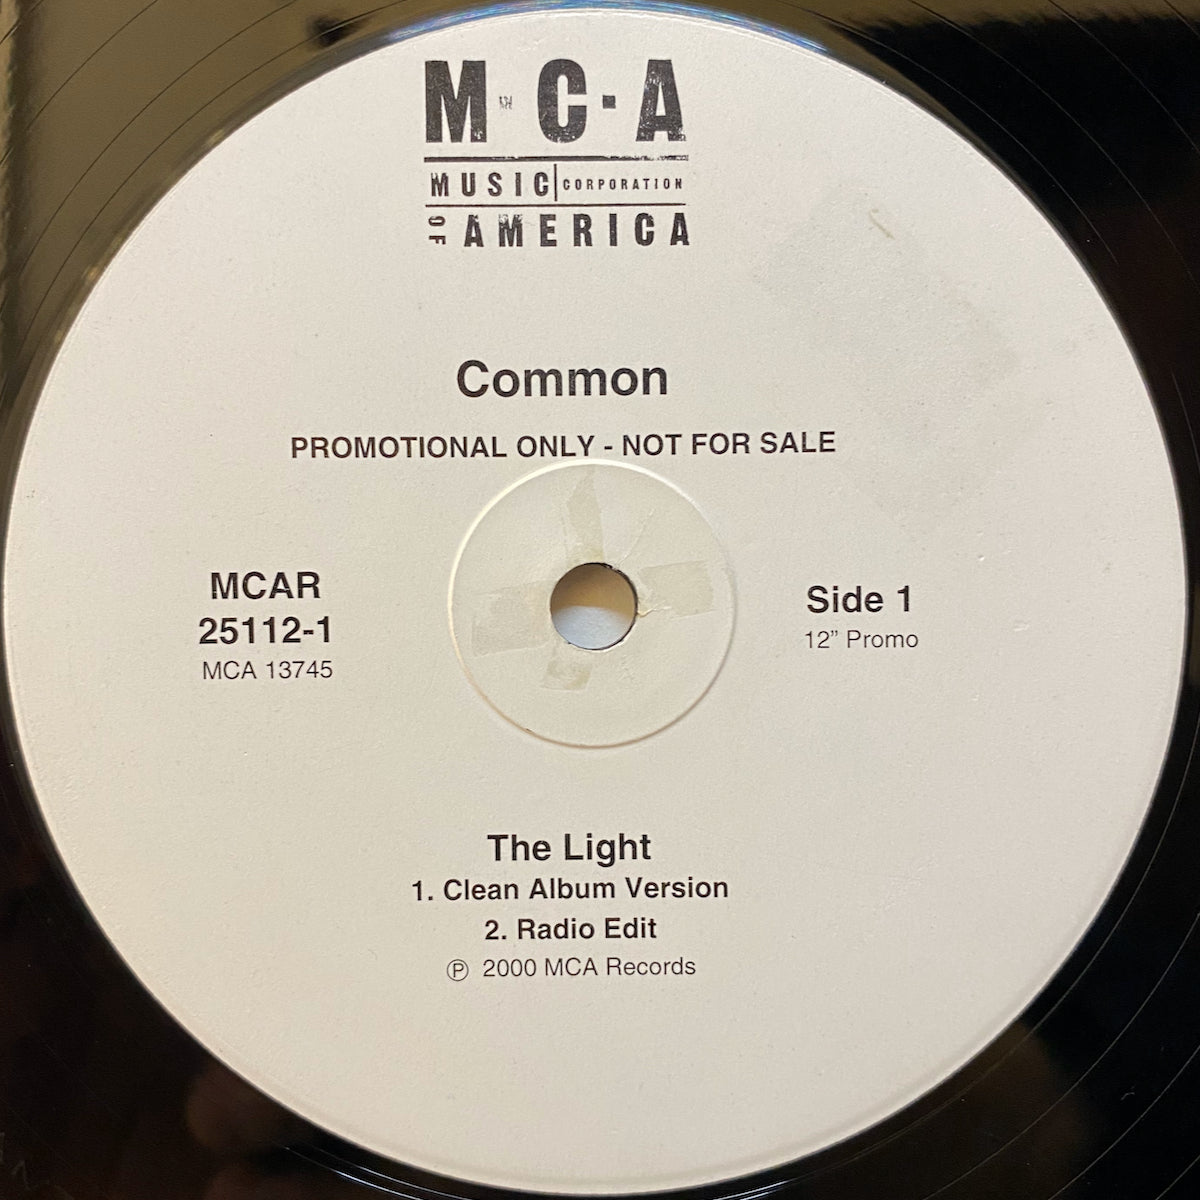 M·C·A
MUSIC CORPORATION
OF AMERICA
Common
PROMOTIONAL ONLY - NOT FOR SALE
MCAR
25112-1
MCA 13745
Side 1
12” Promo
The Light
1. Clean Album Version
2. Radio Edit
℗ 2000 MCA Records